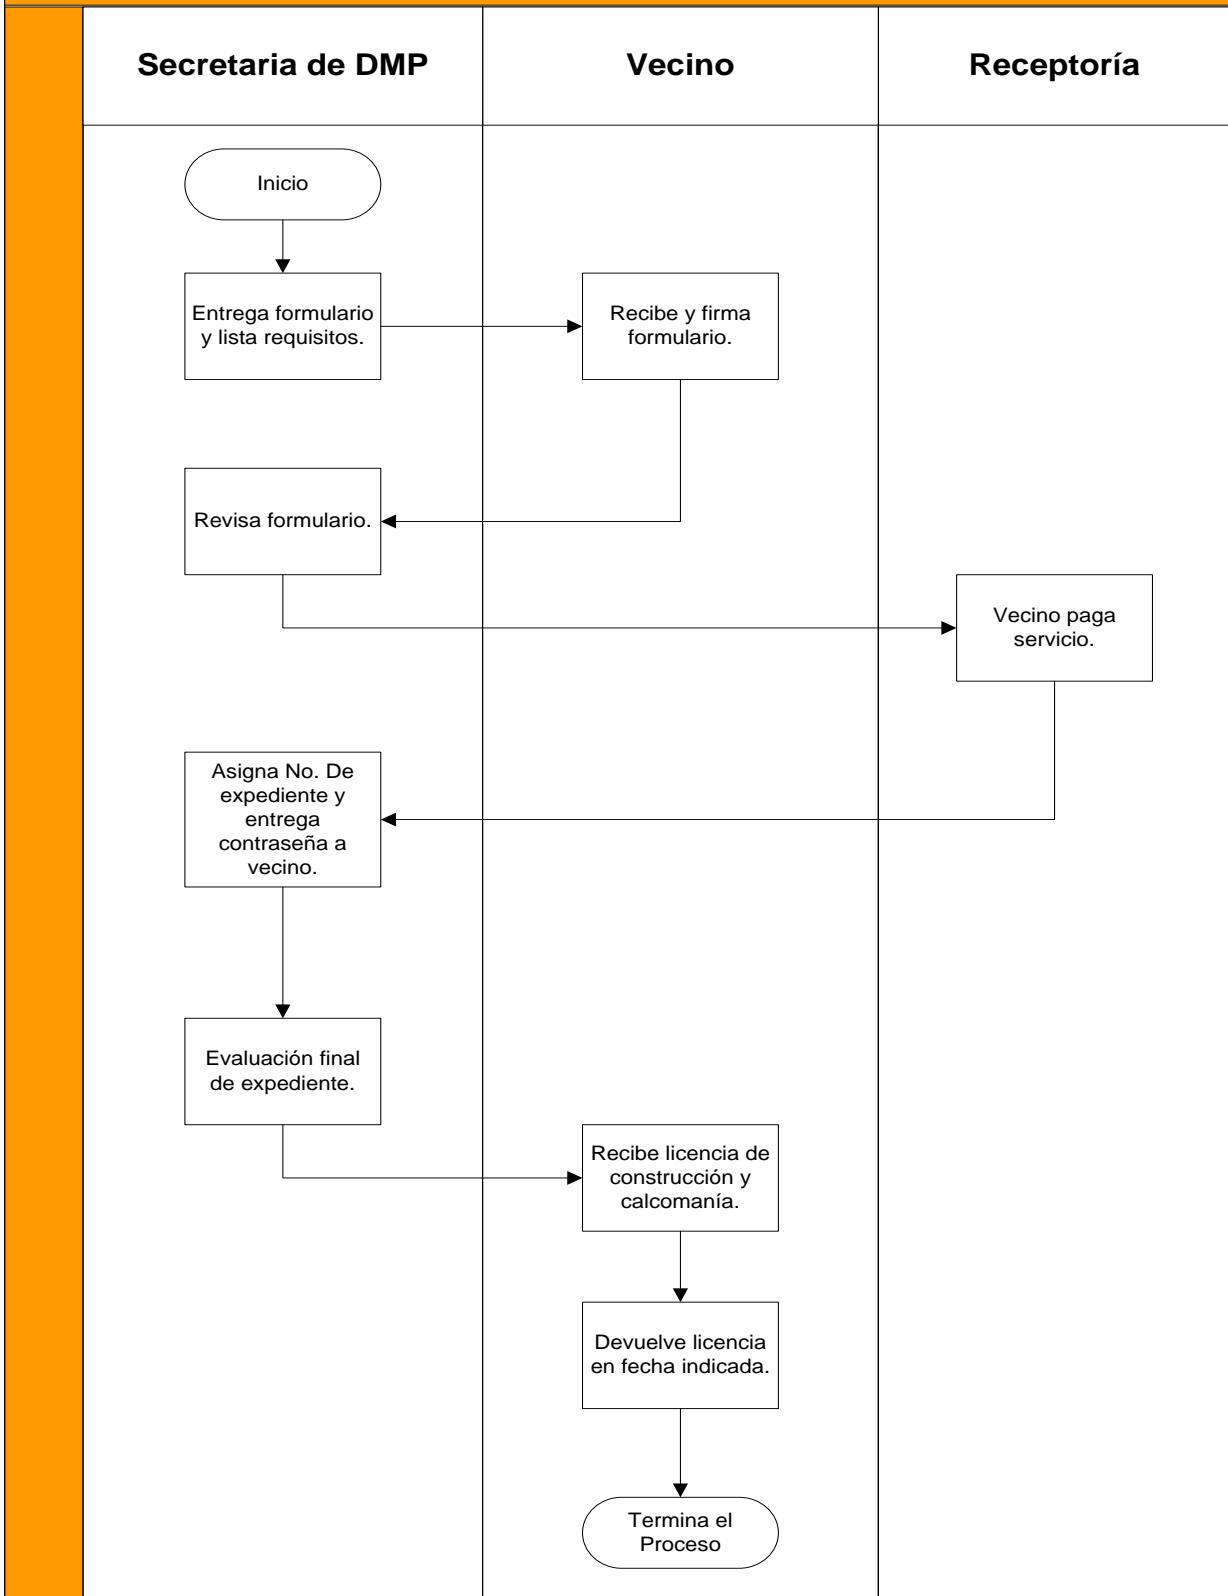 Secretaria de DMP
Vecino
Receptoría
Inicio
Entrega formulario
y lista requisitos.
Recibe y firma
formulario.
Revisa formulario.
Vecino paga
servicio.
Asigna No. De
expediente y
entrega
contraseña a
vecino.
Evaluación final
de expediente.
Recibe licencia de
construcción y
calcomanía.
Devuelve licencia
en fecha indicada.
Termina el
Proceso